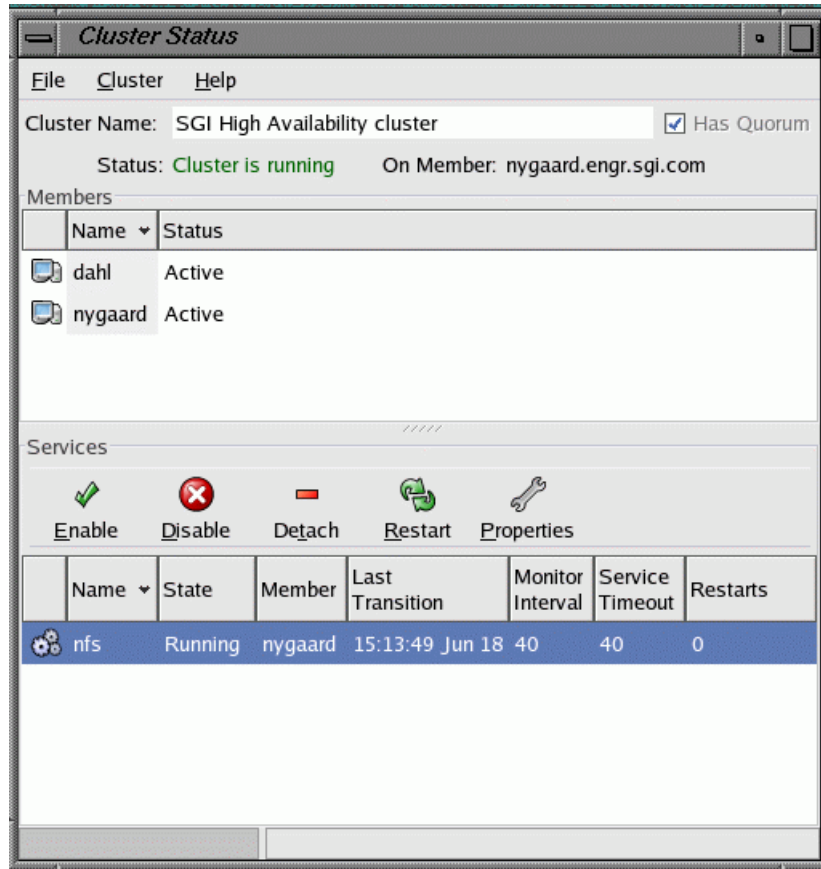 Cluster Status
File Cluster Help
Cluster Name: SGI High Availability cluster Has Quorum
Status: Cluster is running On Member: nygaard.engr.sgi.com
Members
Name Status
dahl Active
nygaard Active
Services
Enable Disable Detach Restart Properties
Name State Member Last Transition Monitor Interval Service Timeout Restarts
nfs Running nygaard 15:13:49 Jun 18 40 40 0